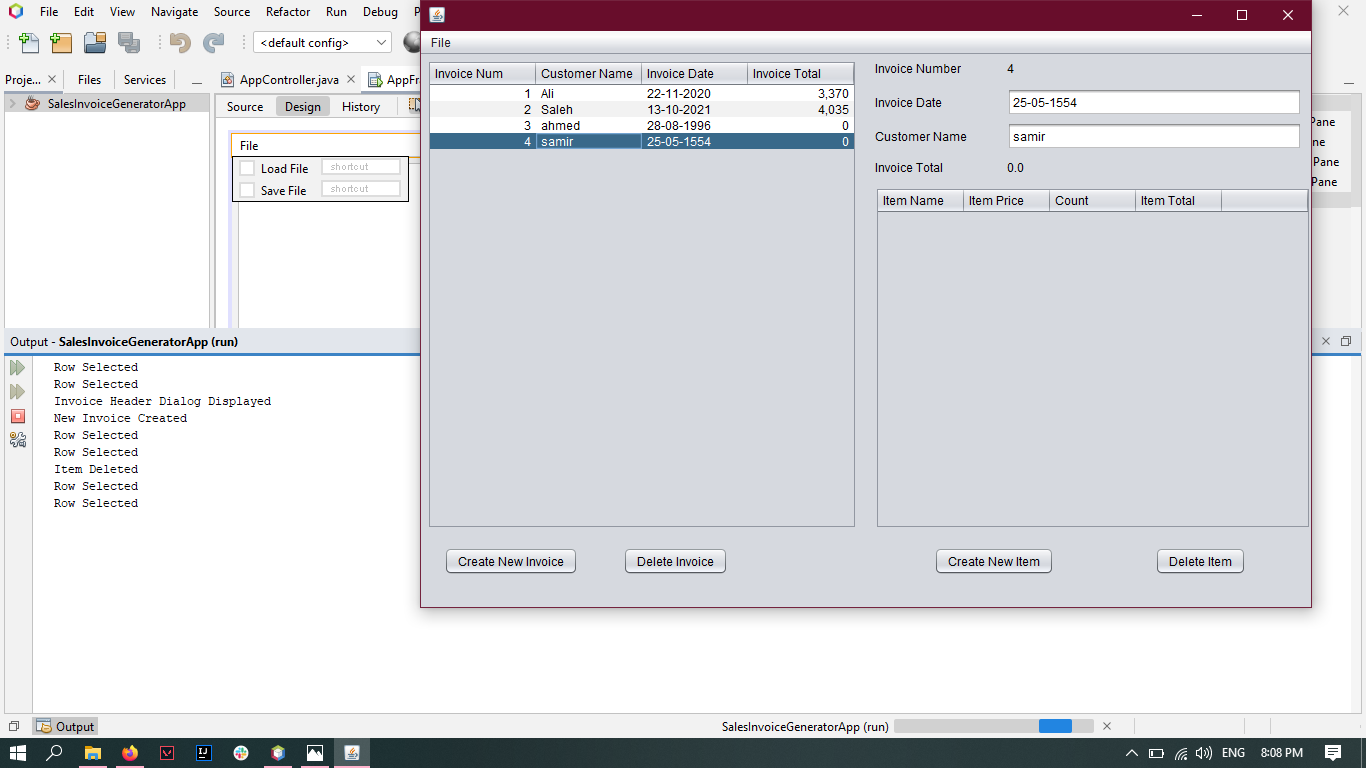 File Edit View Navigate Source Refactor Run Debug
<default config>
Proje... Files Services
AppController.java AppFr
SalesInvoiceGeneratorApp
Source Design History
File
Load File shortcut
Save File shortcut
Output - SalesInvoiceGeneratorApp (run)
Row Selected
Row Selected
Invoice Header Dialog Displayed
New Invoice Created
Row Selected
Row Selected
Item Deleted
Row Selected
Row Selected
File
Invoice Num Customer Name Invoice Date Invoice Total
1 Ali 22-11-2020 3,370
2 Saleh 13-10-2021 4,035
3 ahmed 28-08-1996 0
4 samir 25-05-1554 0
Invoice Number 4
Invoice Date 25-05-1554
Customer Name samir
Invoice Total 0.0
Item Name Item Price Count Item Total
Create New Invoice Delete Invoice Create New Item Delete Item
Pane
ne
Pane
Pane
Output
SalesInvoiceGeneratorApp (run)
ENG 8:08 PM